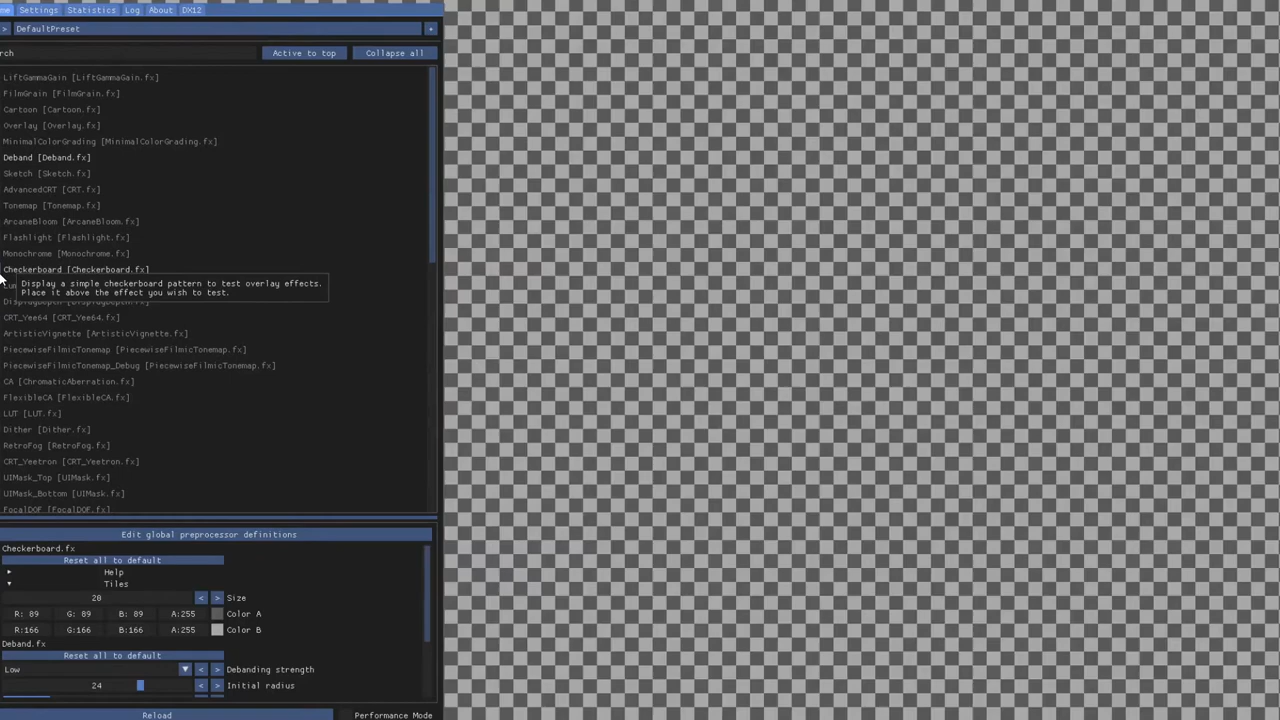 Settings Statistics Log About DX12
> DefaultPreset
Active to top Collapse all
LiftGammaGain [LiftGammaGain.fx]
FilmGrain [FilmGrain.fx]
Cartoon [Cartoon.fx]
Overlay [Overlay.fx]
MinimalColorGrading [MinimalColorGrading.fx]
Deband [Deband.fx]
Sketch [Sketch.fx]
AdvancedCRT [CRT.fx]
Tonemap [Tonemap.fx]
ArcaneBloom [ArcaneBloom.fx]
Flashlight [Flashlight.fx]
Monochrome [Monochrome.fx]
Checkerboard [Checkerboard.fx]
Display a simple checkerboard pattern to test overlay effects.
Place it above the effect you wish to test.
DisplayDepth [DisplayDepth.fx]
CRT_Yee64 [CRT_Yee64.fx]
ArtisticVignette [ArtisticVignette.fx]
PiecewiseFilmicTonemap [PiecewiseFilmicTonemap.fx]
PiecewiseFilmicTonemap_Debug [PiecewiseFilmicTonemap.fx]
CA [ChromaticAberration.fx]
FlexibleCA [FlexibleCA.fx]
LUT [LUT.fx]
Dither [Dither.fx]
RetroFog [RetroFog.fx]
CRT_Yeetron [CRT_Yeetron.fx]
UIMask_Top [UIMask.fx]
UIMask_Bottom [UIMask.fx]
FocalDOF [FocalDOF.fx]
Edit global preprocessor definitions
Checkerboard.fx
Reset all to default
Help
Tiles
20 < > Size
R: 89 G: 89 B: 89 A:255 Color A
R:166 G:166 B:166 A:255 Color B
Deband.fx
Reset all to default
Low < > Debanding strength
24 < > Initial radius
Reload Performance Mode